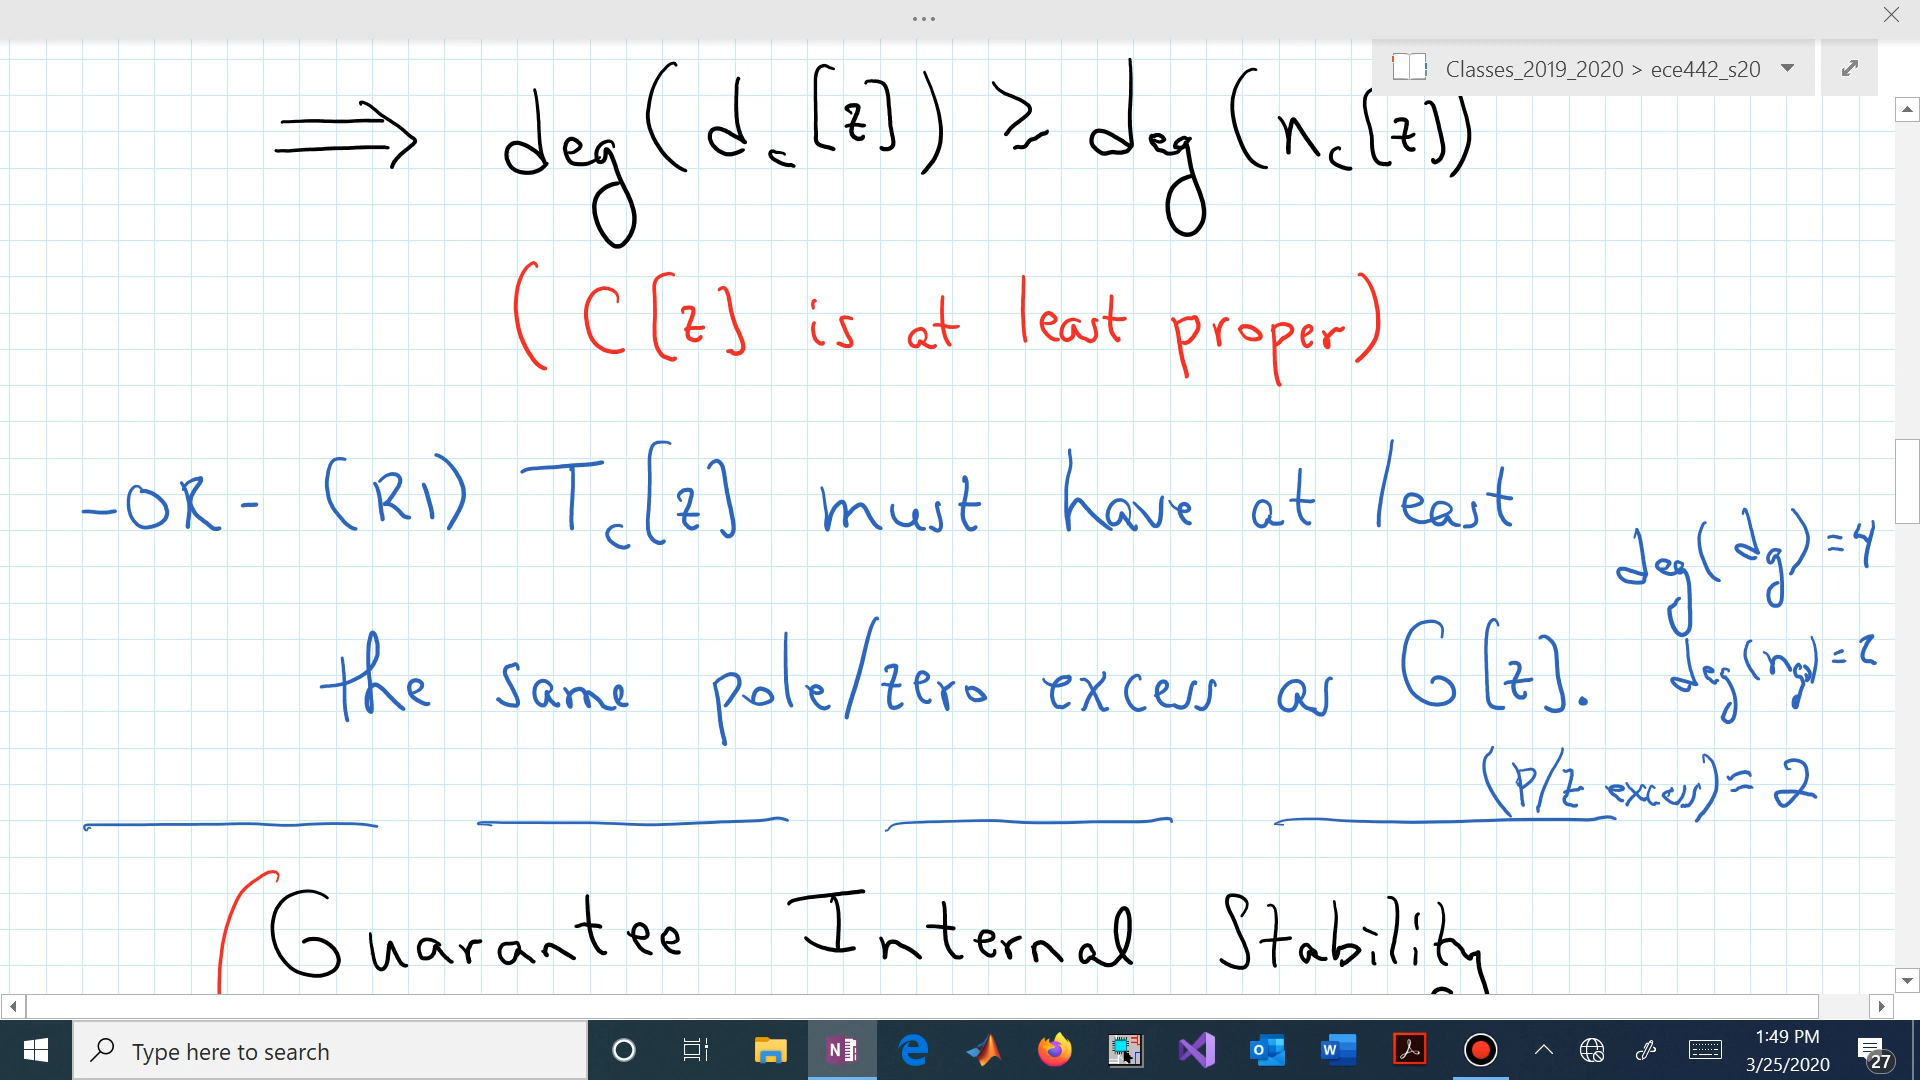 Classes_2019_2020 > ece442_s20
⟹ deg(d_c[z]) ≥ deg(n_c[z])
(C[z] is at least proper)
-OR- (R1) T_c[z] must have at least
deg(d_g)=4
the same pole/zero excess as G[z].
deg(n_g)=2
(P/Z excess)=2
Guarantee Internal Stability
Type here to search
1:49 PM
3/25/2020
27